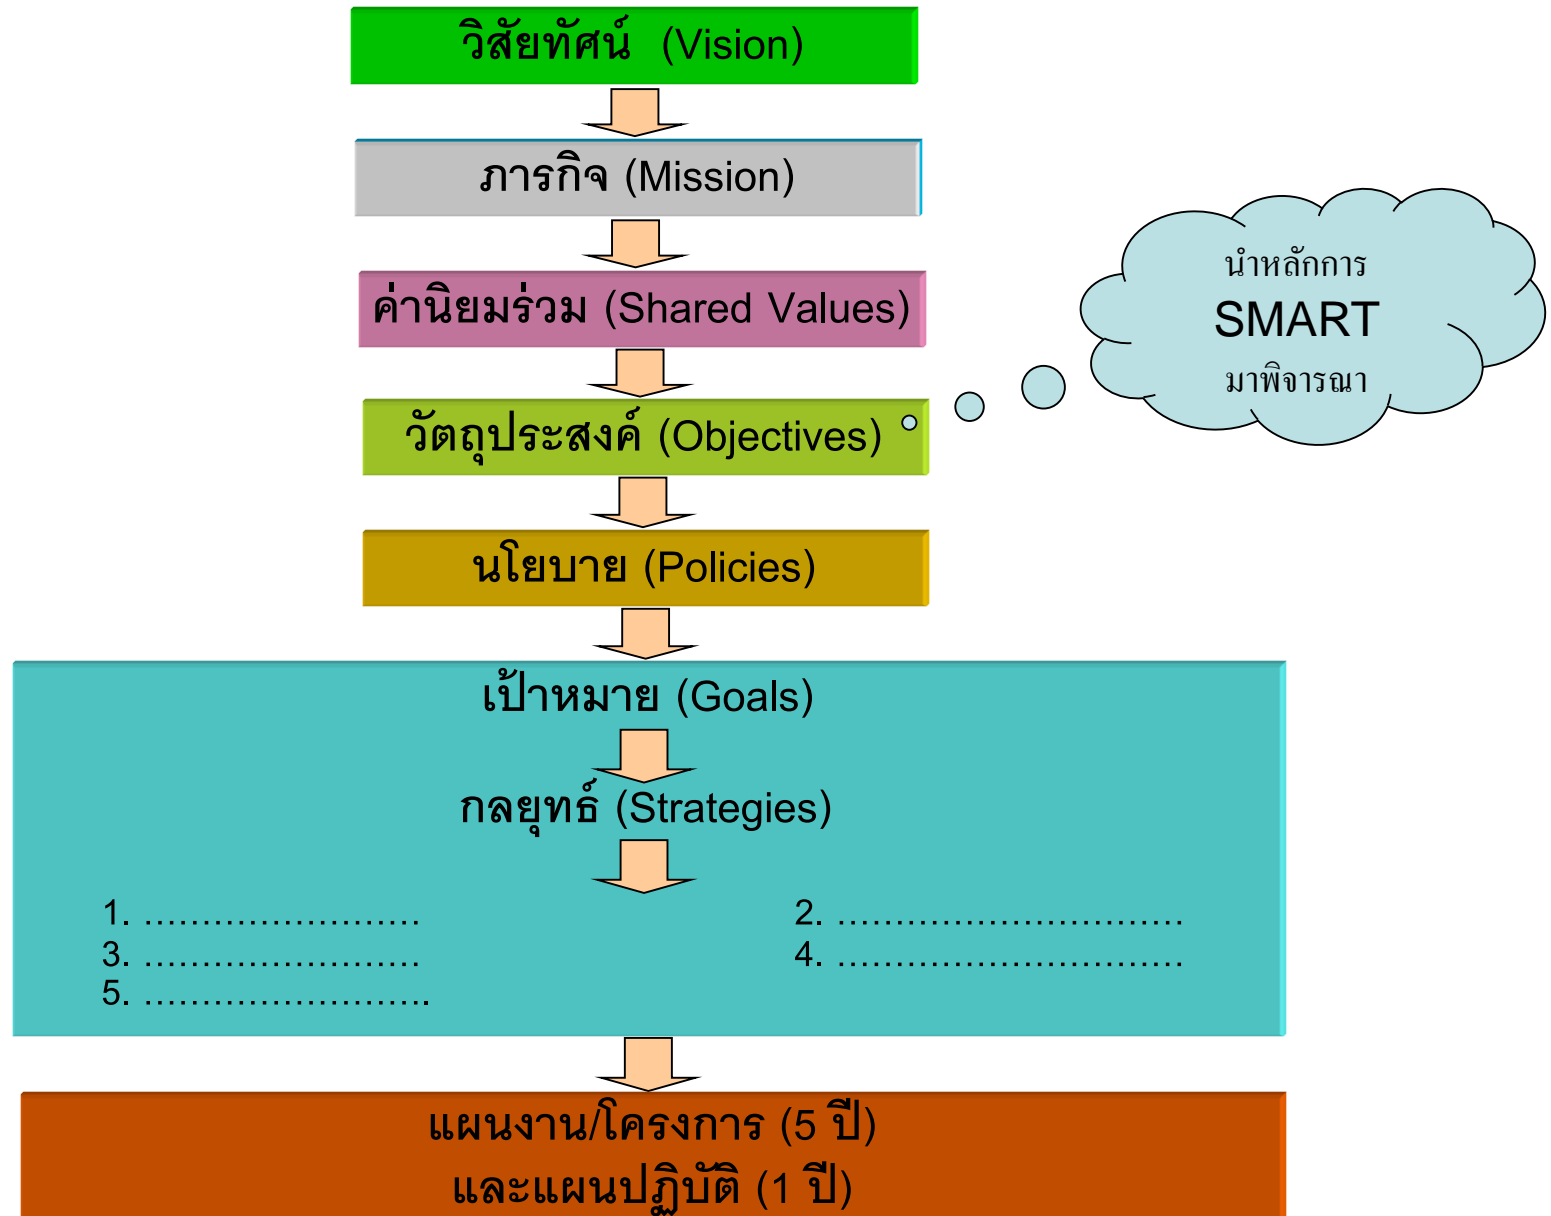 วิสัยทัศน์ (Vision)
ภารกิจ (Mission)
ค่านิยมร่วม (Shared Values)
นำหลักการ
SMART
มาพิจารณา
วัตถุประสงค์ (Objectives)
นโยบาย (Policies)
เป้าหมาย (Goals)
กลยุทธ์ (Strategies)
1. ........................ 2. ..............................
3. ........................ 4. ..............................
5. .........................
แผนงาน/โครงการ (5 ปี)
และแผนปฏิบัติ (1 ปี)